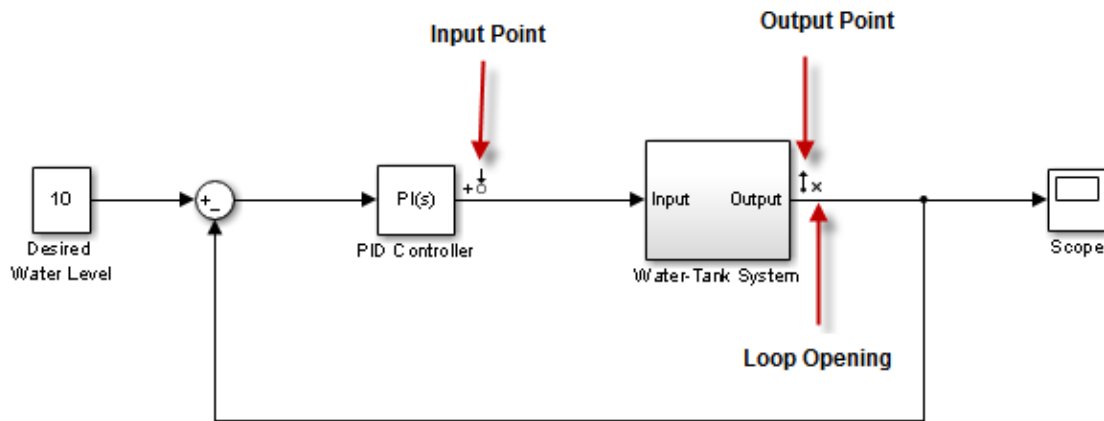 Input Point
Output Point
10
+
-
PI(s)
+
Input
Output
x
Desired
Water Level
PID Controller
Water-Tank System
Scope
Loop Opening